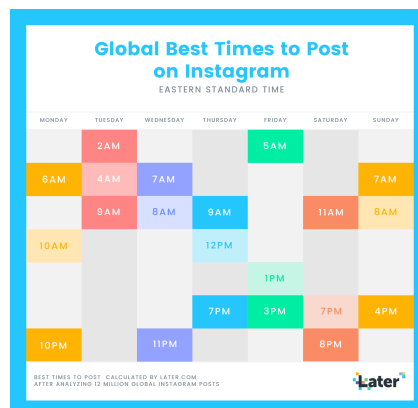 Global Best Times to Post
on Instagram
EASTERN STANDARD TIME
MONDAY TUESDAY WEDNESDAY THURSDAY FRIDAY SATURDAY SUNDAY
2AM 5AM
6AM 4AM 7AM 7AM
9AM 8AM 9AM 11AM 8AM
10AM 12PM
1PM
7PM 3PM 7PM 4PM
10PM 11PM 8PM
BEST TIMES TO POST CALCULATED BY LATER.COM
AFTER ANALYZING 12 MILLION GLOBAL INSTAGRAM POSTS
Later